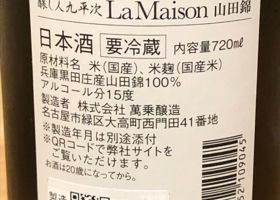 醸し人九平次 La Maison 山田錦
日本酒 要冷蔵 内容量720ml
原材料名 米(国産)、米麹(国産米)
兵庫黒田庄産山田錦100%
アルコール分15度
製造者 株式会社 萬乗醸造
名古屋市緑区大高町西門田41番地
※製造年月は別途添付
※QRコードで弊社サイトを
ご覧いただけます。
お酒は20歳になってから。
製造
52109045